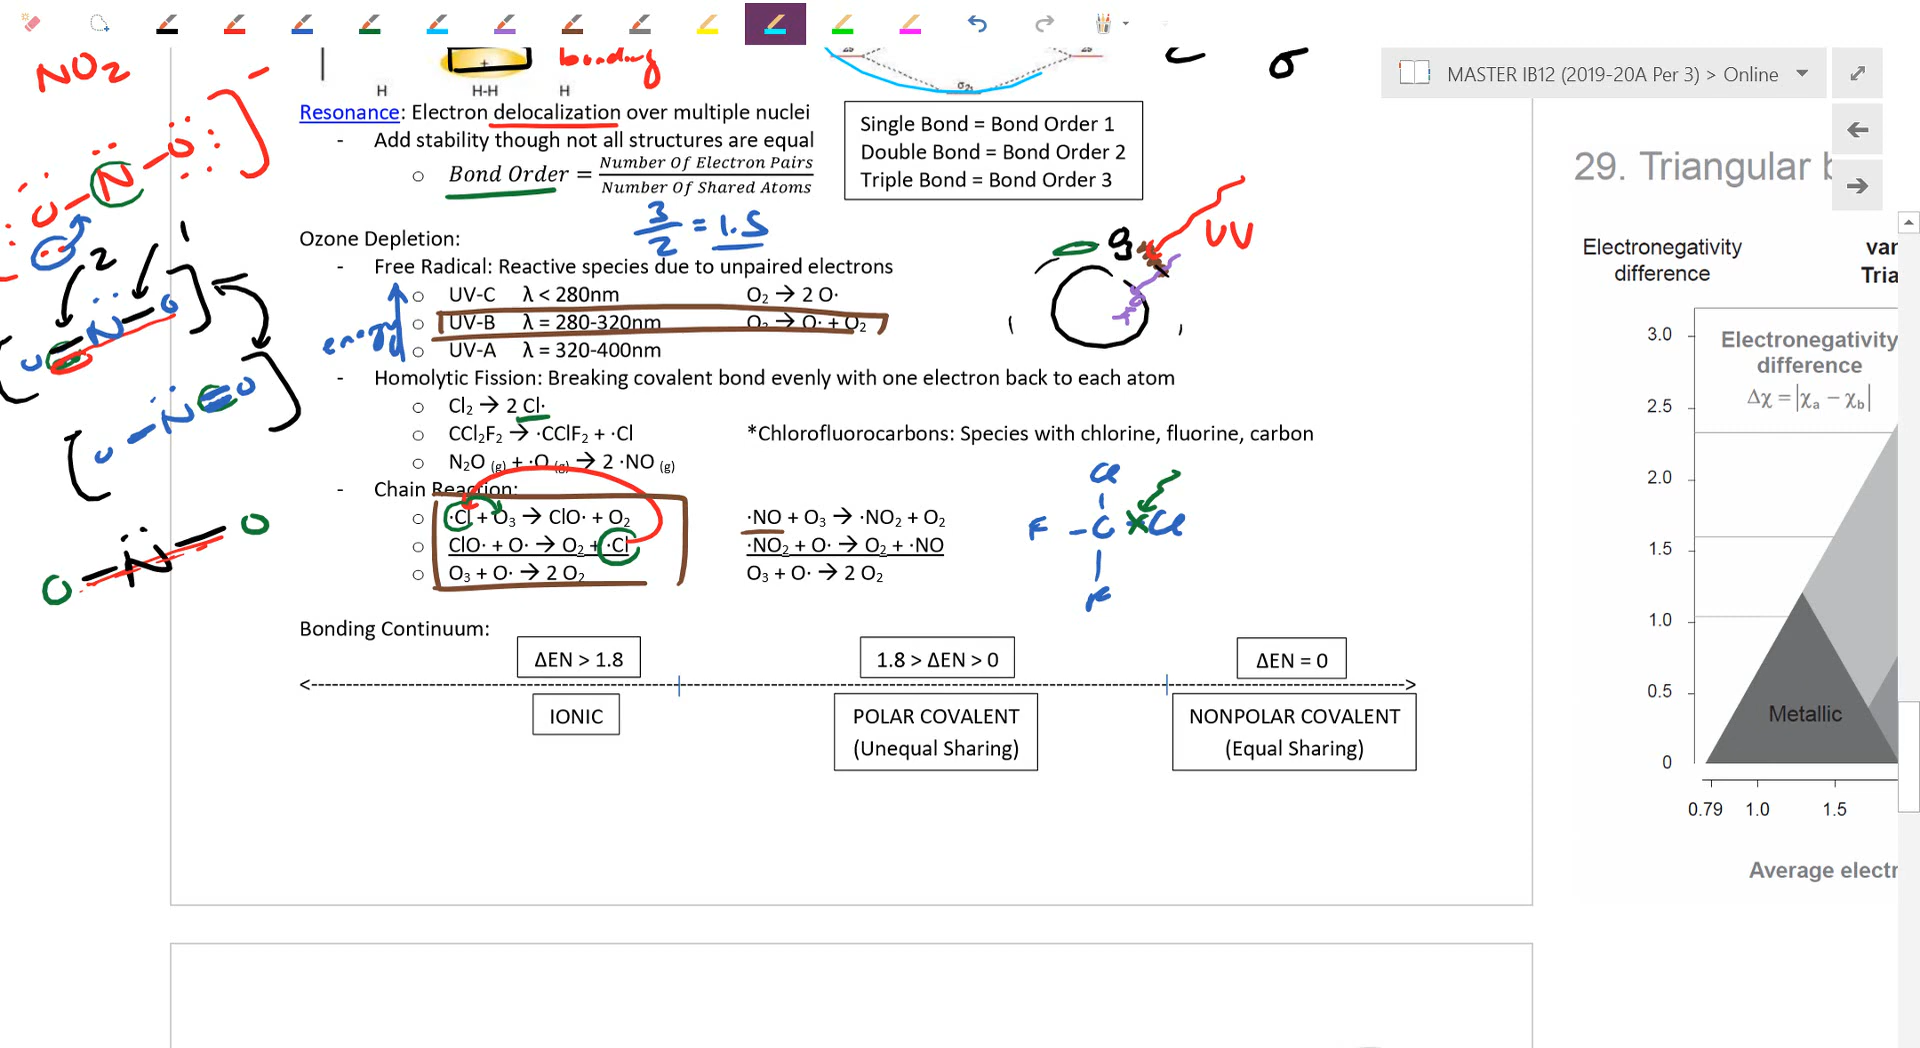 NO2
bonding
σ
H H-H H
σ2s
MASTER IB12 (2019-20A Per 3) > Online
Resonance: Electron delocalization over multiple nuclei
- Add stability though not all structures are equal
○ Bond Order = Number Of Electron Pairs / Number Of Shared Atoms
Single Bond = Bond Order 1
Double Bond = Bond Order 2
Triple Bond = Bond Order 3
3/2 = 1.5
O-N-O
2 1
O=N-O
O-N=O
O-N-O
UV
Ozone Depletion:
- Free Radical: Reactive species due to unpaired electrons
○ UV-C λ < 280nm O₂ → 2 O·
○ UV-B λ = 280-320nm O₃ → O· + O₂
○ UV-A λ = 320-400nm
energy
- Homolytic Fission: Breaking covalent bond evenly with one electron back to each atom
○ Cl₂ → 2 Cl·
○ CCl₂F₂ → ·CClF₂ + ·Cl *Chlorofluorocarbons: Species with chlorine, fluorine, carbon
○ N₂O (g) + ·O (g) → 2 ·NO (g)
- Chain Reaction:
○ ·Cl + O₃ → ClO· + O₂ ·NO + O₃ → ·NO₂ + O₂
○ ClO· + O· → O₂ + ·Cl ·NO₂ + O· → O₂ + ·NO
○ O₃ + O· → 2 O₂ O₃ + O· → 2 O₂
Cl
F - C Cl
F
Bonding Continuum:
ΔEN > 1.8 1.8 > ΔEN > 0 ΔEN = 0
IONIC POLAR COVALENT NONPOLAR COVALENT
(Unequal Sharing) (Equal Sharing)
29. Triangular
Electronegativity
difference
van
Tria
Electronegativity
difference
Δχ = |χa − χb|
3.0
2.5
2.0
1.5
1.0
0.5
0
Metallic
0.79 1.0 1.5
Average electr